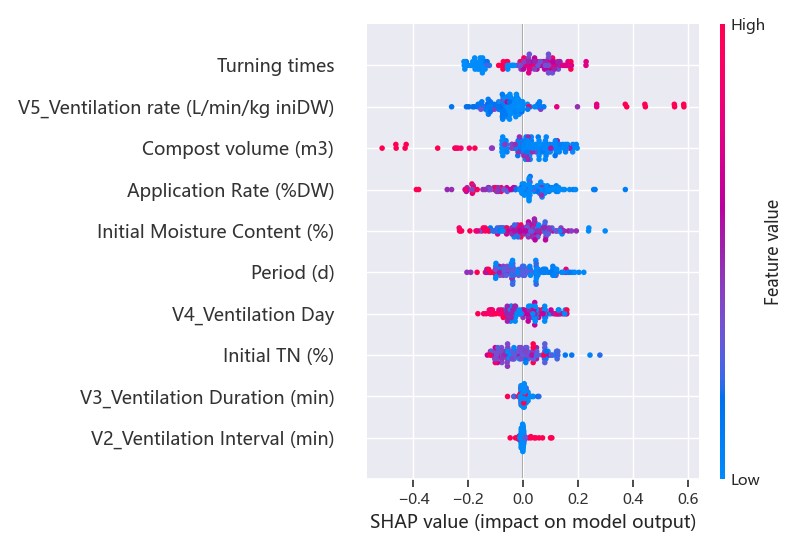 High
Turning times
V5_Ventilation rate (L/min/kg iniDW)
Compost volume (m3)
Application Rate (%DW)
Initial Moisture Content (%)
Period (d)
V4_Ventilation Day
Initial TN (%)
V3_Ventilation Duration (min)
V2_Ventilation Interval (min)
Feature value
Low
−0.4 −0.2 0.0 0.2 0.4 0.6
SHAP value (impact on model output)